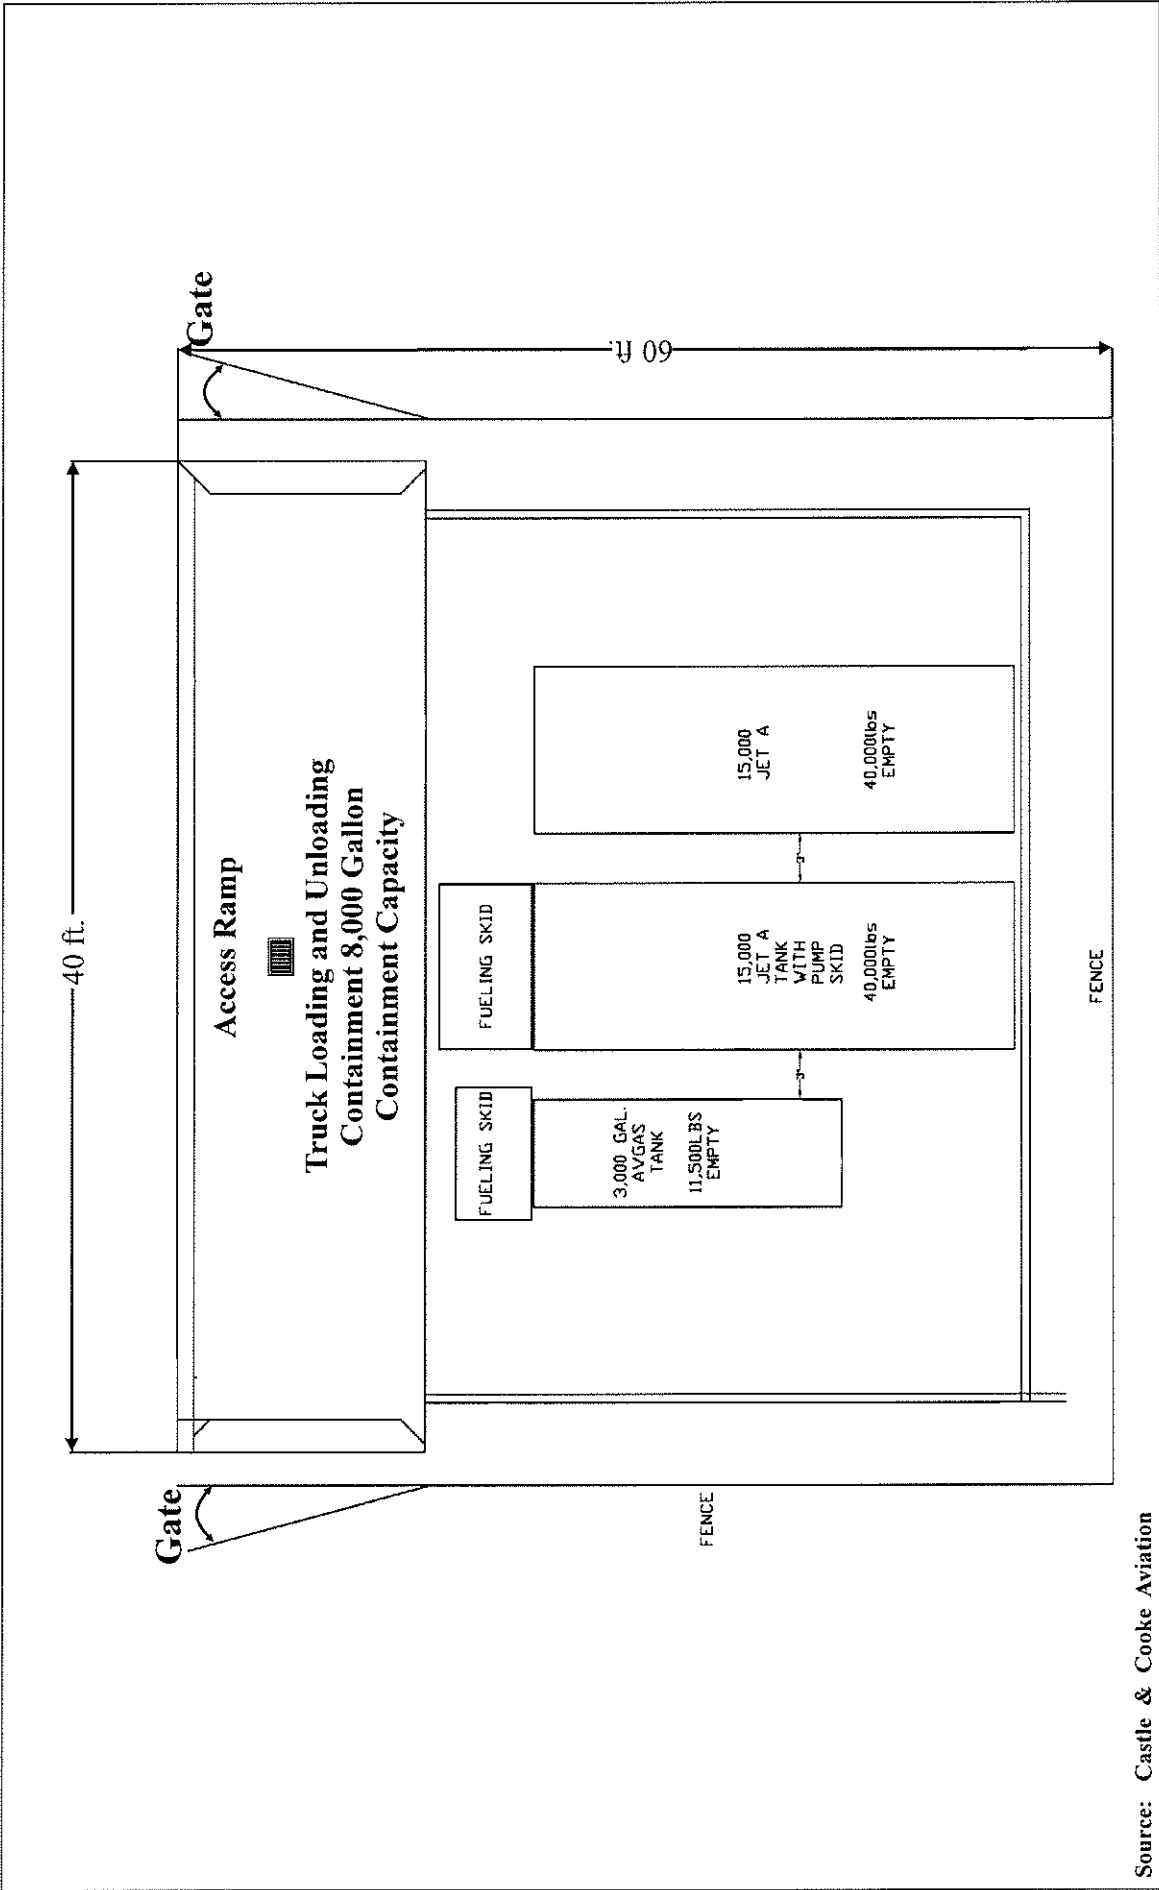 40 ft.
Gate
Gate
Access Ramp
Truck Loading and Unloading
Containment 8,000 Gallon
Containment Capacity
60 ft.
FUELING SKID
FUELING SKID
3,000 GAL.
AVGAS
TANK
11,500LBS
EMPTY
15,000
JET A
TANK
WITH
PUMP
SKID
40,000lbs
EMPTY
15,000
JET A
40,000lbs
EMPTY
FENCE
FENCE
Source: Castle & Cooke Aviation